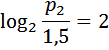 log₂ p₂/1,5 = 2